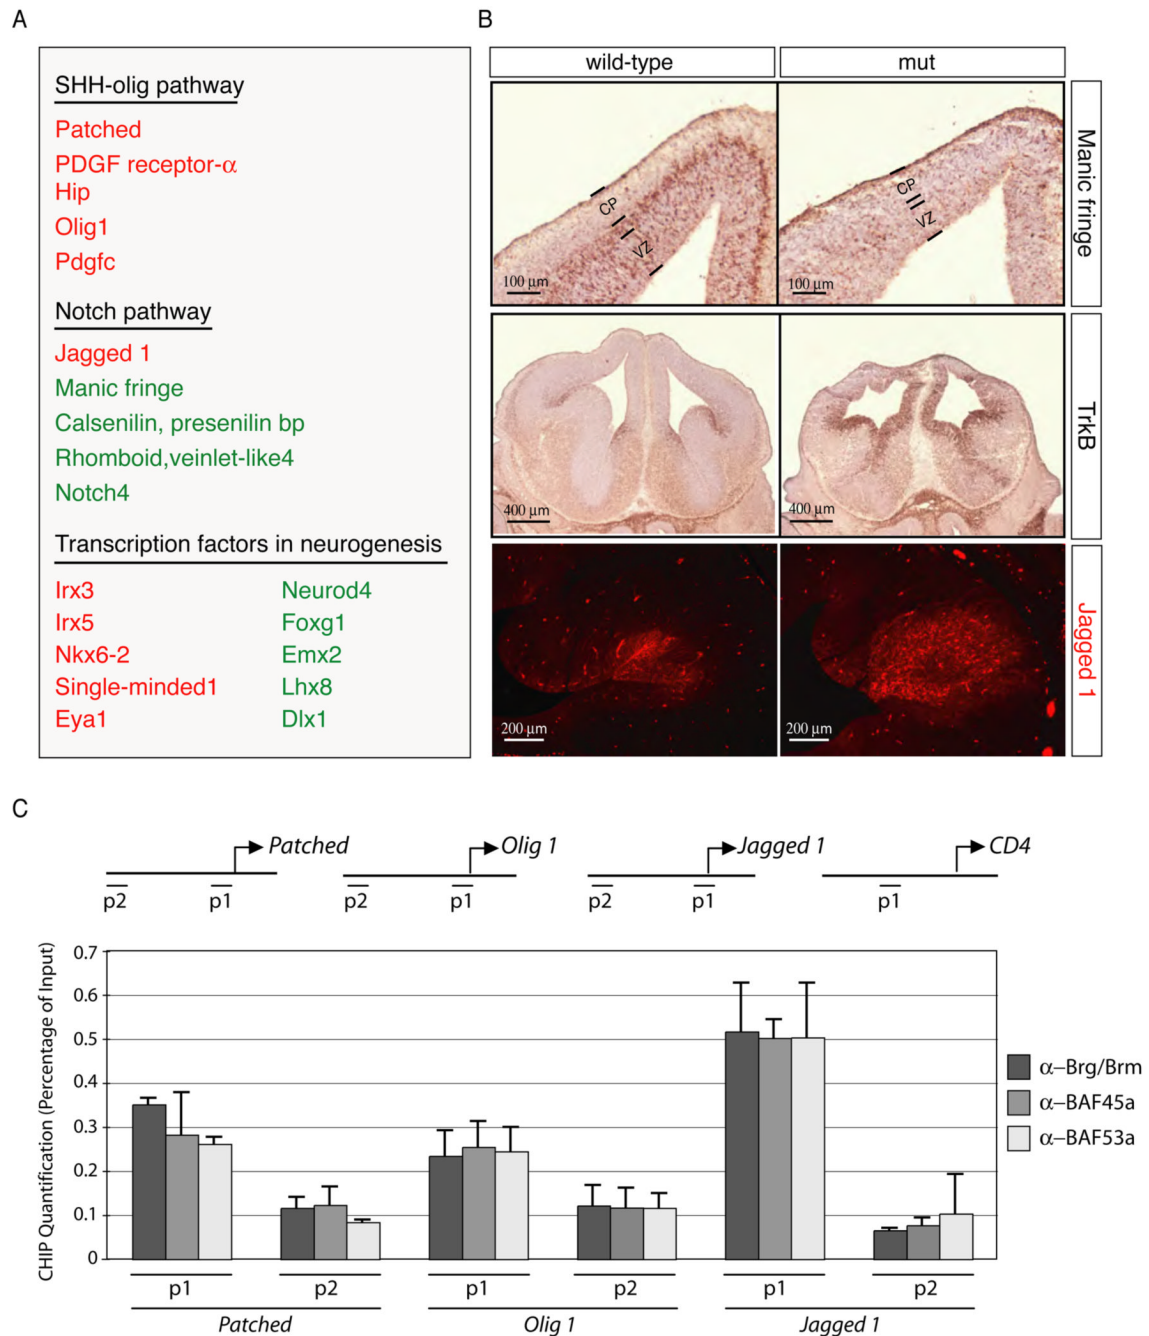 A
B
SHH-olig pathway
Patched
PDGF receptor-α
Hip
Olig1
Pdgfc
Notch pathway
Jagged 1
Manic fringe
Calsenilin, presenilin bp
Rhomboid,veinlet-like4
Notch4
Transcription factors in neurogenesis
Irx3 Neurod4
Irx5 Foxg1
Nkx6-2 Emx2
Single-minded1 Lhx8
Eya1 Dlx1
wild-type mut
CP VZ 100 µm
CP VZ 100 µm
Manic fringe
400 µm 400 µm
TrkB
200 µm 200 µm
Jagged 1
C
Patched Olig 1 Jagged 1 CD4
p2 p1 p2 p1 p2 p1 p1
CHIP Quantification (Percentage of Input)
0.7
0.6
0.5
0.4
0.3
0.2
0.1
0
α–Brg/Brm
α–BAF45a
α–BAF53a
p1 p2 p1 p2 p1 p2
Patched Olig 1 Jagged 1